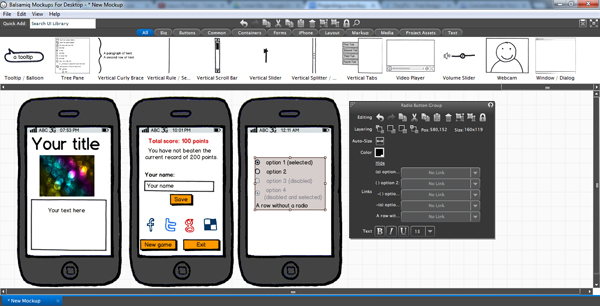 Balsamiq Mockups For Desktop - * New Mockup
File Edit View Help
Quick Add Search UI Library
All Big Buttons Common Containers Forms iPhone Layout Markup Media Project Assets Text
a tooltip
A paragraph of text.
A second row of text.
Tooltip / Balloon Tree Pane Vertical Curly Brace Vertical Rule / Se... Vertical Scroll Bar Vertical Slider Vertical Splitter / ... Vertical Tabs Video Player Volume Slider Webcam Window / Dialog
ABC 3G 07:53 PM
Your title
Your text here
ABC 3G 10:01 PM
Total score: 100 points
You have not beaten the
current record of 200 points.
Your name:
Your name
Save
f t g
New game Exit
ABC 3G 12:11 AM
option 1 (selected)
option 2
option 3 (disabled)
option 4
(disabled and selected)
A row without a radio
Radio Button Group
Editing
Layering Pos: 580,152 Size: 160x119
Auto-Size
Color
Hide
(o) option... No Link
( ) option 2 No Link
Links -( ) optio... No Link
-(o) optio... No Link
A row wit... No Link
Text B I U 13
* New Mockup